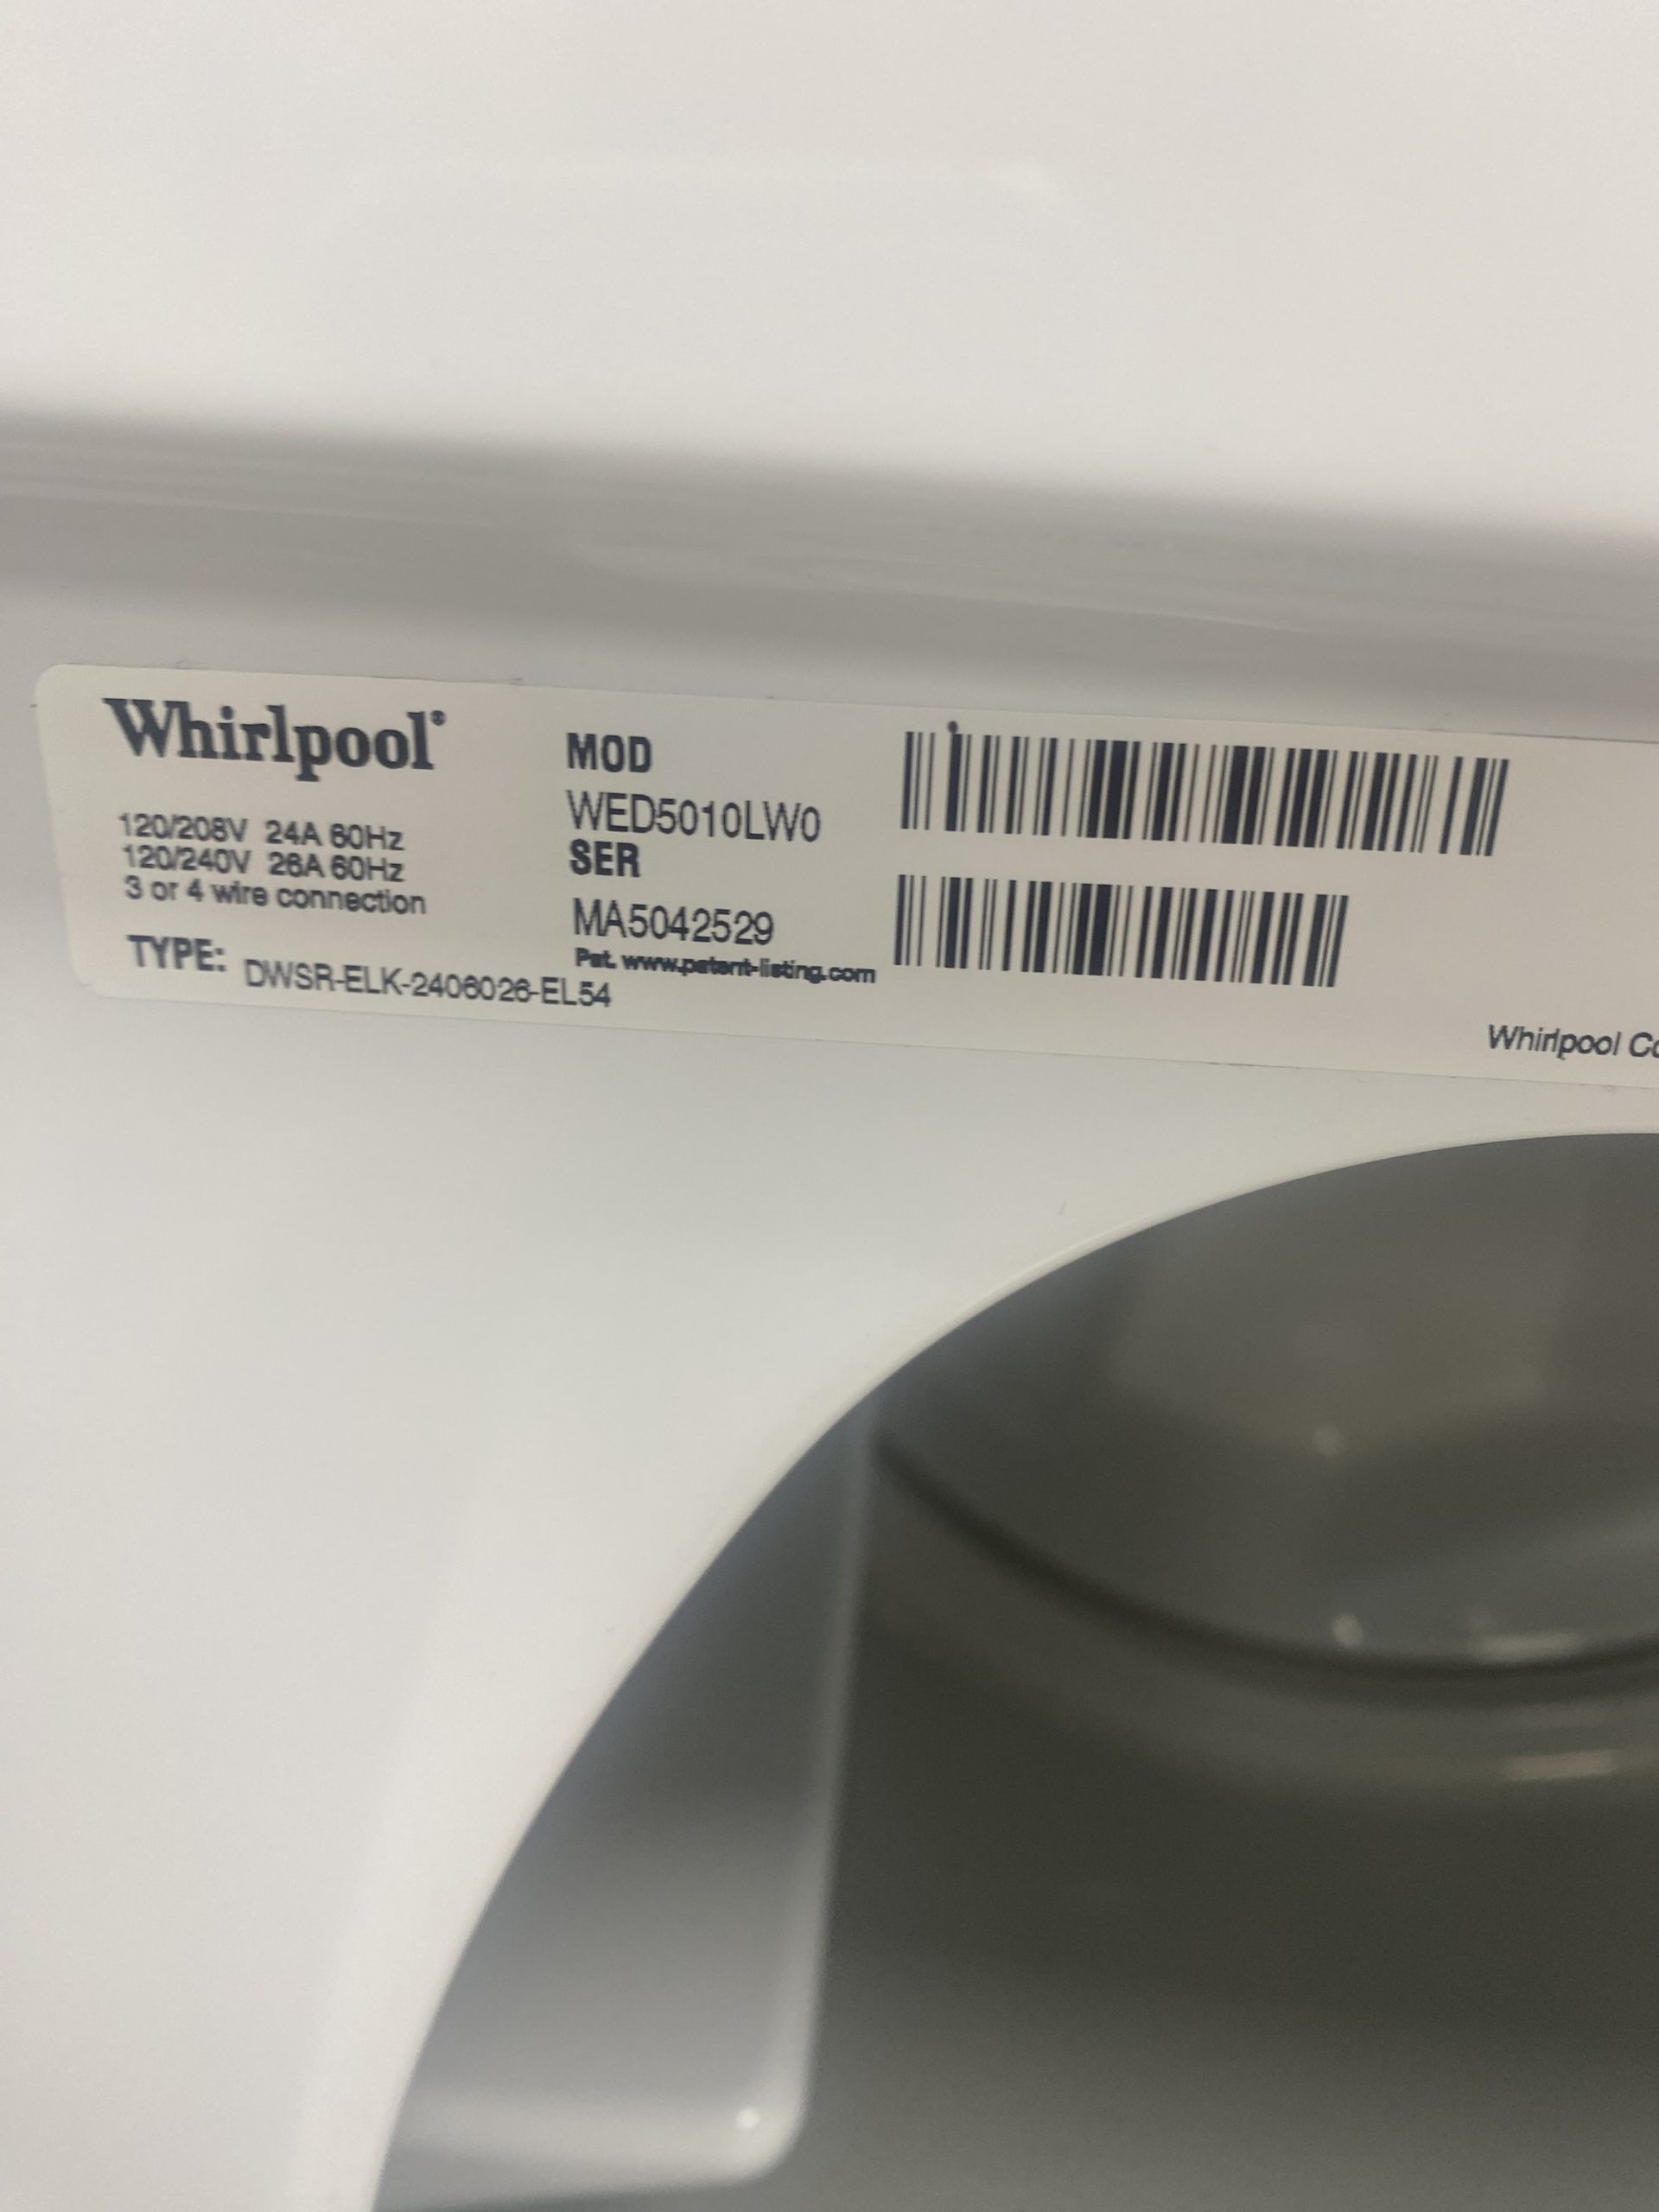 Whirlpool®
120/208V 24A 60Hz
120/240V 26A 60Hz
3 or 4 wire connection
TYPE: DWSR-ELK-2406026-EL54
MOD
WED5010LW0
SER
MA5042529
Pat. www.patent-listing.com
Whirlpool